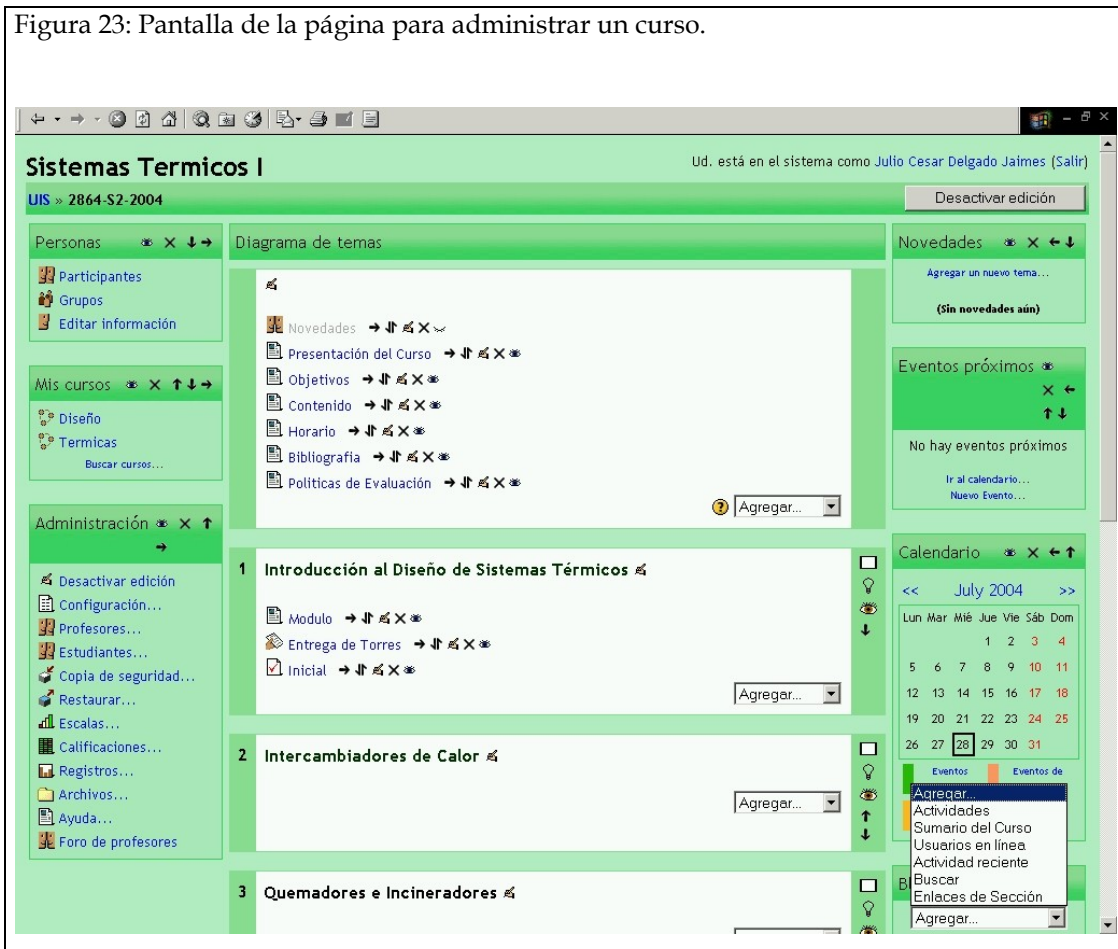 Figura 23: Pantalla de la página para administrar un curso.
Sistemas Termicos I
Ud. está en el sistema como Julio Cesar Delgado Jaimes (Salir)
UIS » 2864-S2-2004
Desactivar edición
Personas
Participantes
Grupos
Editar información
Mis cursos
Diseño
Termicas
Buscar cursos...
Administración
Desactivar edición
Configuración...
Profesores...
Estudiantes...
Copia de seguridad...
Restaurar...
Escalas...
Calificaciones...
Registros...
Archivos...
Ayuda...
Foro de profesores
Diagrama de temas
Novedades
Presentación del Curso
Objetivos
Contenido
Horario
Bibliografia
Politicas de Evaluación
Agregar...
1 Introducción al Diseño de Sistemas Térmicos
Modulo
Entrega de Torres
Inicial
Agregar...
2 Intercambiadores de Calor
Agregar...
3 Quemadores e Incineradores
Novedades
Agregar un nuevo tema...
(Sin novedades aún)
Eventos próximos
No hay eventos próximos
Ir al calendario...
Nuevo Evento...
Calendario
<< July 2004 >>
Lun Mar Mié Jue Vie Sáb Dom
1 2 3 4
5 6 7 8 9 10 11
12 13 14 15 16 17 18
19 20 21 22 23 24 25
26 27 28 29 30 31
Eventos Eventos de
Agregar...
Actividades
Sumario del Curso
Usuarios en línea
Actividad reciente
Buscar
Enlaces de Sección
Agregar...